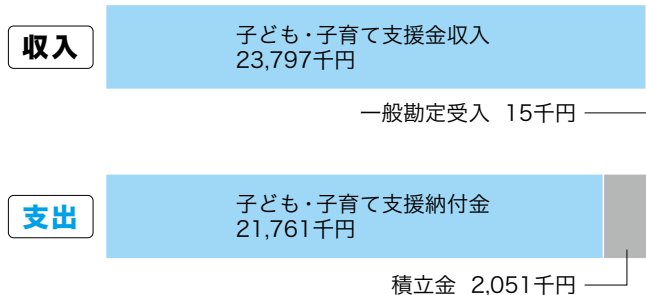 収入
子ども・子育て支援金収入
23,797千円
一般勘定受入 15千円
支出
子ども・子育て支援納付金
21,761千円
積立金 2,051千円